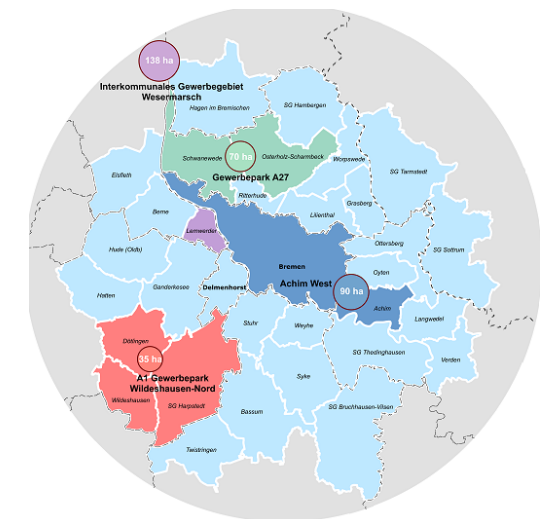 138 ha
Interkommunales Gewerbegebiet
Wesermarsch
Hagen im Bremischen
SG Hambergen
Schwanewede
70 ha
Osterholz-Scharmbeck
Worpswede
SG Tarmstedt
Elsfleth
Gewerbepark A27
Ritterhude
Grasberg
Berne
Lilienthal
Lemwerder
Ottersberg
SG Sottrum
Hude (Oldb)
Bremen
Oyten
Ganderkesee
Delmenhorst
Achim West
90 ha
Hatten
Achim
Langwedel
Stuhr
Weyhe
Dötlingen
SG Thedinghausen
35 ha
Verden
A1 Gewerbepark
Wildeshausen-Nord
Syke
Wildeshausen
SG Harpstedt
Bassum
SG Bruchhausen-Vilsen
Twistringen